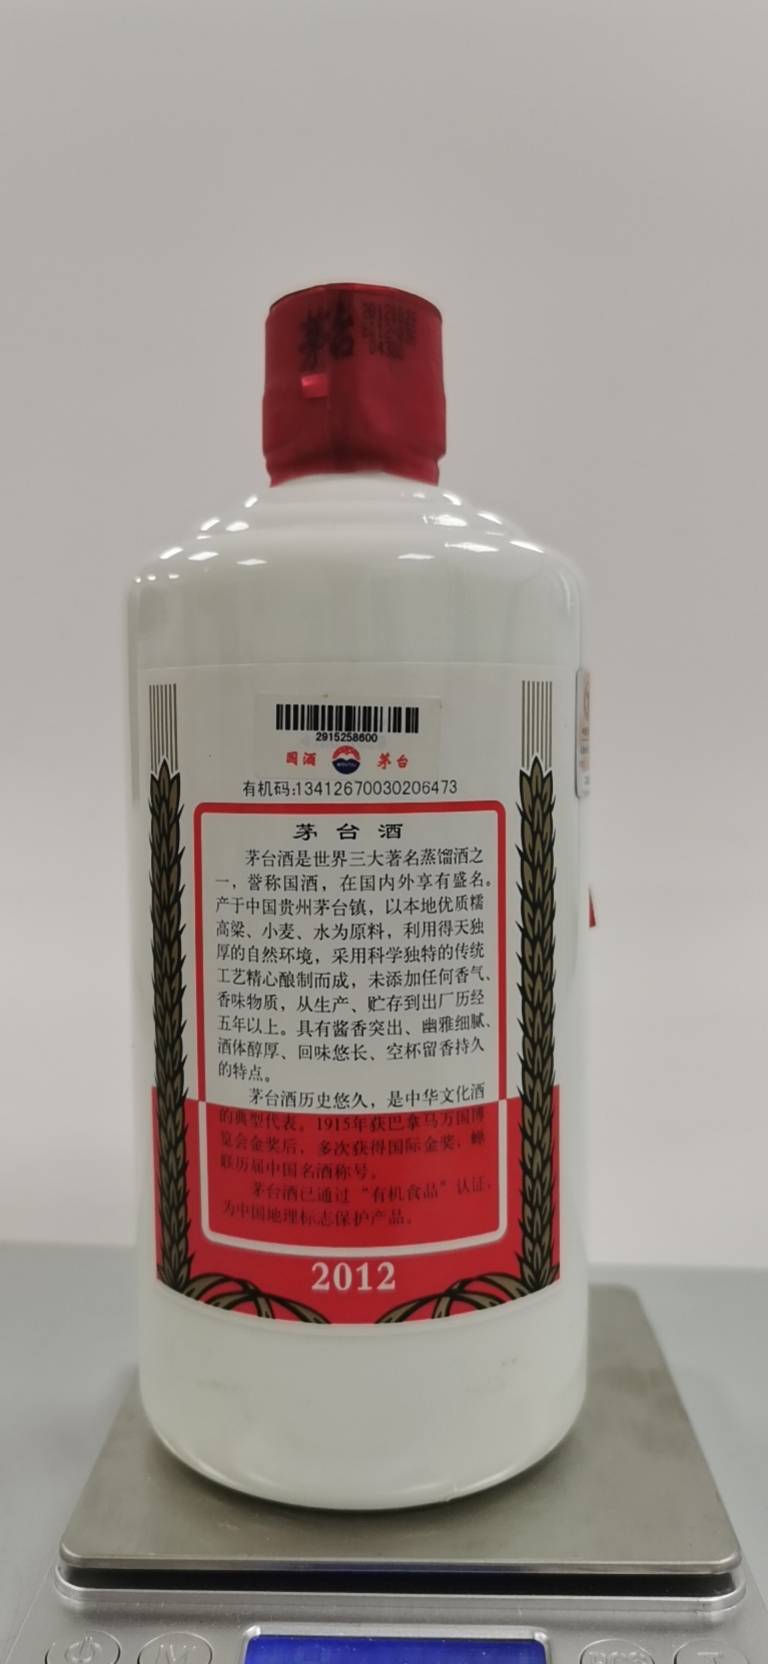 茅台
2915258600
国酒 茅台
有机码:13412670030206473
茅台酒
茅台酒是世界三大著名蒸馏酒之
一，誉称国酒，在国内外享有盛名。
产于中国贵州茅台镇，以本地优质糯
高粱、小麦、水为原料，利用得天独
厚的自然环境，采用科学独特的传统
工艺精心酿制而成，未添加任何香气、
香味物质，从生产、贮存到出厂历经
五年以上。具有酱香突出、幽雅细腻、
酒体醇厚、回味悠长、空杯留香持久
的特点。
茅台酒历史悠久，是中华文化酒
的典型代表。1915年获巴拿马万国博
览会金奖后，多次获得国际金奖，蝉
联历届中国名酒称号。
茅台酒已通过“有机食品”认证，
为中国地理标志保护产品。
2012